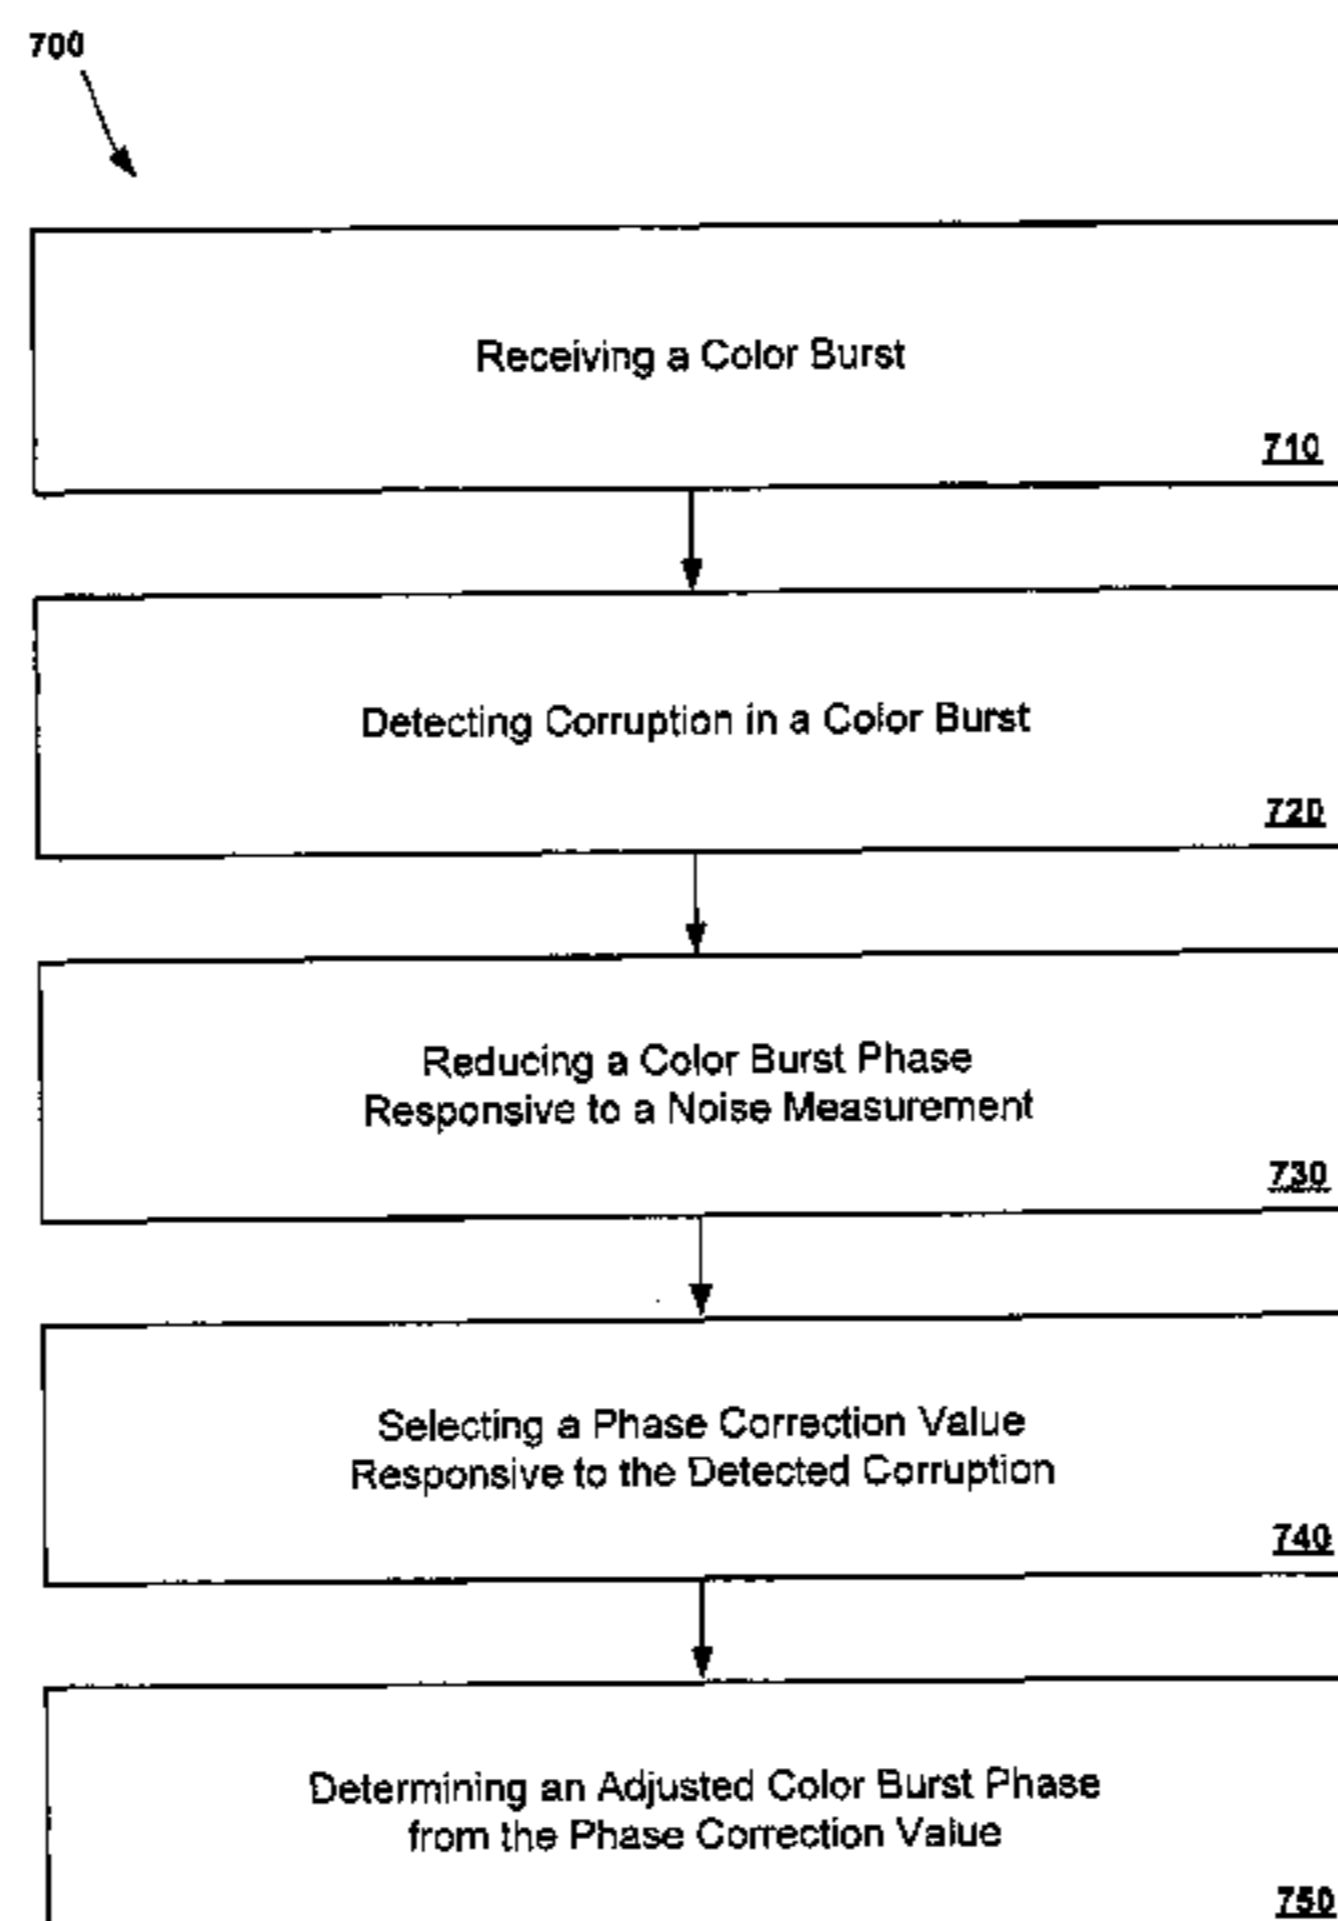 700
Receiving a Color Burst
710
Detecting Corruption in a Color Burst
720
Reducing a Color Burst Phase
Responsive to a Noise Measurement
730
Selecting a Phase Correction Value
Responsive to the Detected Corruption
740
Determining an Adjusted Color Burst Phase
from the Phase Correction Value
750